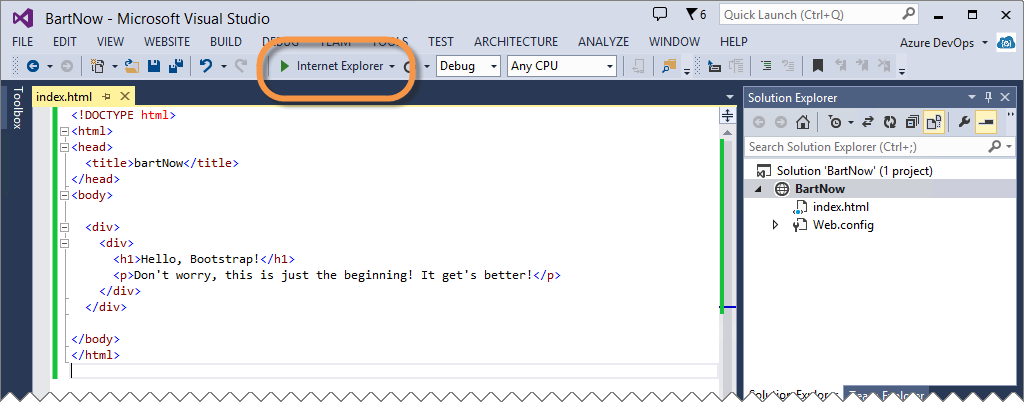 BartNow - Microsoft Visual Studio
6
Quick Launch (Ctrl+Q)
FILE EDIT VIEW WEBSITE BUILD DEBUG TEAM TOOLS TEST ARCHITECTURE ANALYZE WINDOW HELP
Azure DevOps
Internet Explorer
Debug
Any CPU
Toolbox
index.html
<!DOCTYPE html>
<html>
<head>
<title>bartNow</title>
</head>
<body>
<div>
<div>
<h1>Hello, Bootstrap!</h1>
<p>Don't worry, this is just the beginning! It get's better!</p>
</div>
</div>
</body>
</html>
Solution Explorer
Search Solution Explorer (Ctrl+;)
Solution 'BartNow' (1 project)
BartNow
index.html
Web.config
Solution Explorer Team Explorer